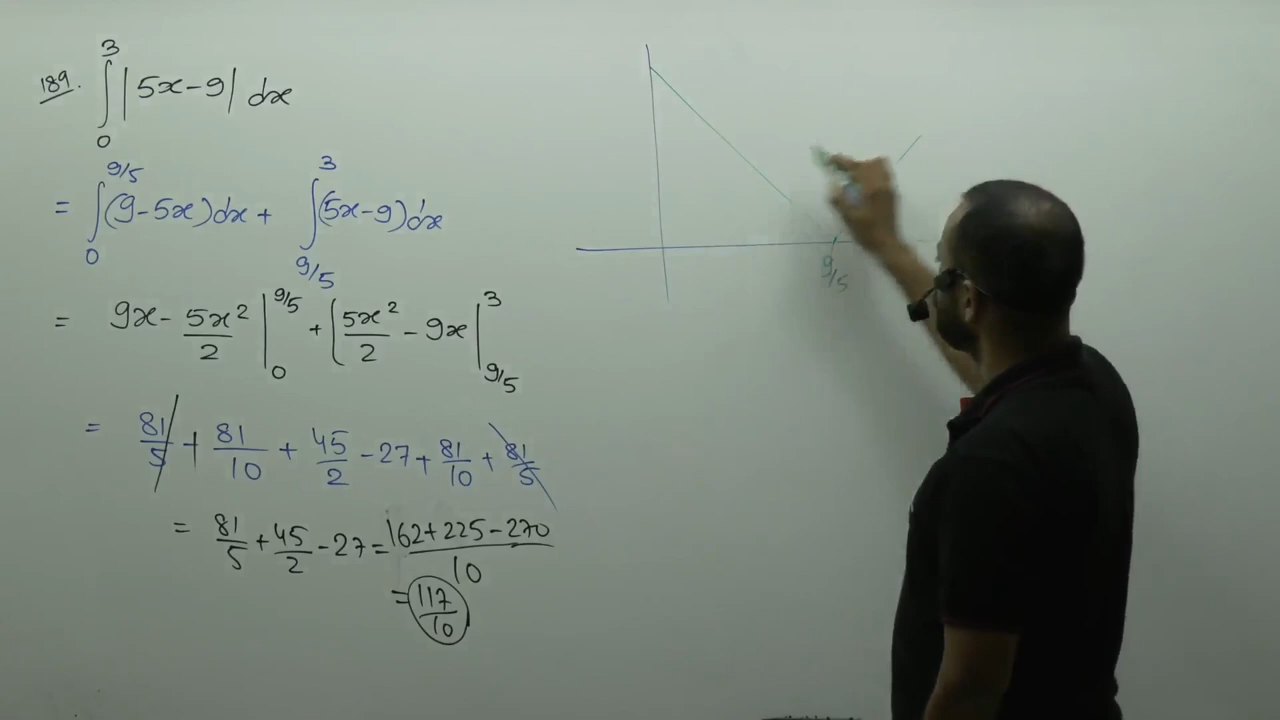 189. ∫₀³ |5x-9| dx
= ∫₀^{9/5} (9-5x)dx + ∫_{9/5}^3 (5x-9)dx
= 9x - 5x²/2 |₀^{9/5} + (5x²/2 - 9x |_{9/5}^3
= 81/5 + 81/10 + 45/2 - 27 + 81/10 + 81/5
= 81/5 + 45/2 - 27 = 162+225-270/10
= 117/10
9/5